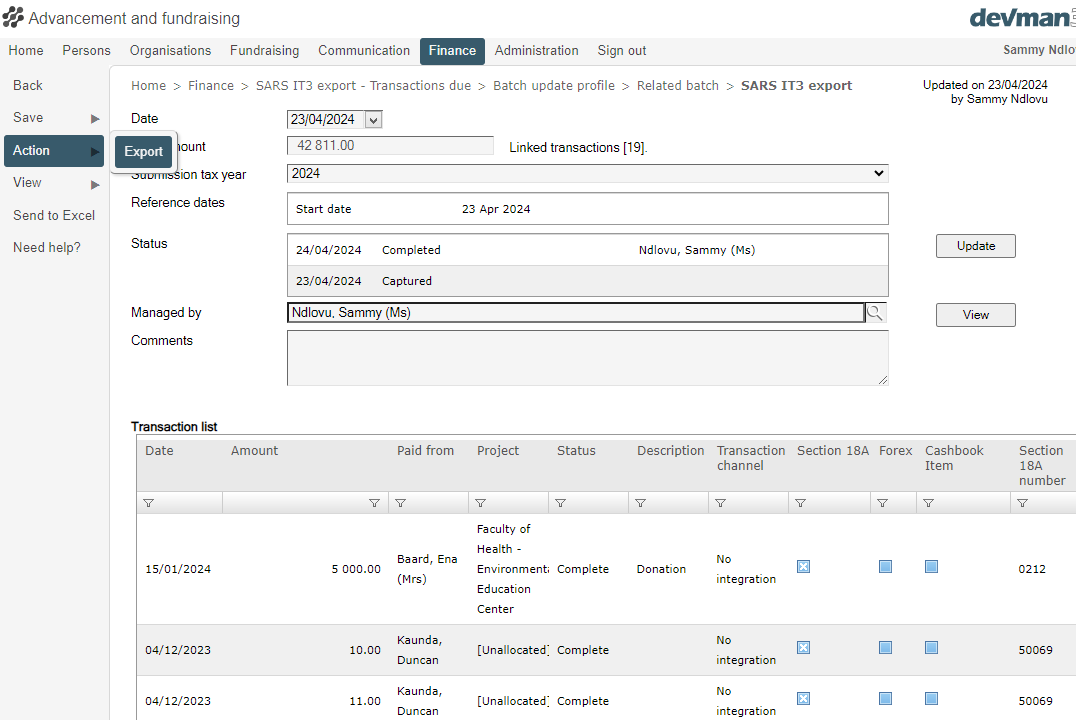 Advancement and fundraising
devman
Home Persons Organisations Fundraising Communication Finance Administration Sign out Sammy Ndlo
Back
Save
Action
View
Send to Excel
Need help?
Export
Home > Finance > SARS IT3 export - Transactions due > Batch update profile > Related batch > SARS IT3 export
Updated on 23/04/2024
by Sammy Ndlovu
Date 23/04/2024
ount 42 811.00 Linked transactions [19].
Submission tax year 2024
Reference dates
Start date 23 Apr 2024
Status
24/04/2024 Completed Ndlovu, Sammy (Ms)
Update
23/04/2024 Captured
Managed by Ndlovu, Sammy (Ms)
View
Comments
Transaction list
Date Amount Paid from Project Status Description Transaction channel Section 18A Forex Cashbook Item Section 18A number
15/01/2024 5 000.00 Baard, Ena (Mrs) Faculty of Health - Environmenta Education Center Complete Donation No integration 0212
04/12/2023 10.00 Kaunda, Duncan [Unallocated] Complete No integration 50069
04/12/2023 11.00 Kaunda, Duncan [Unallocated] Complete No integration 50069